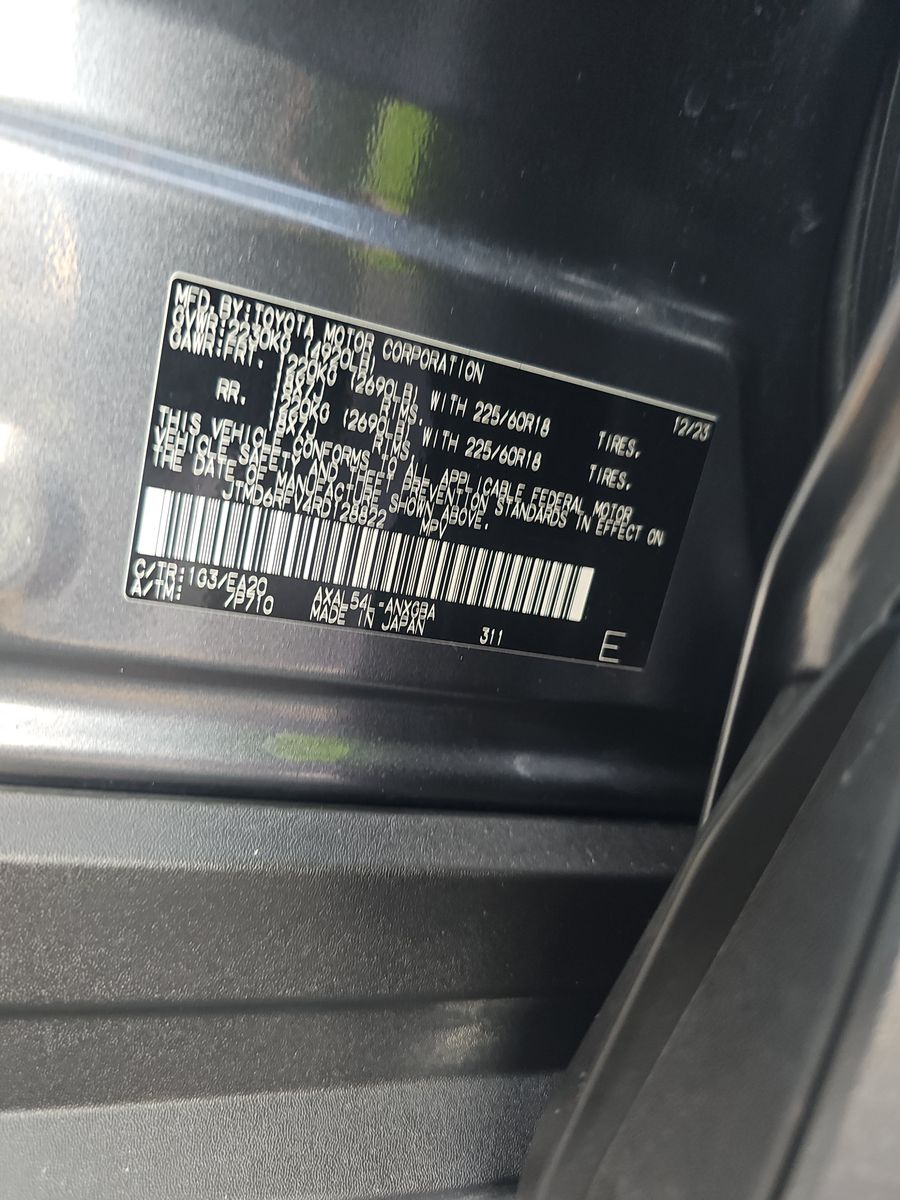 MFD. BY: TOYOTA MOTOR CORPORATION 12/23
GVWR: 2230KG (4920LB)
GAWR: FRT. 1220KG (2690LB) WITH 225/60R18 TIRES,
RIMS,
RR. 1220KG (2690LB) WITH 225/60R18 TIRES,
RIMS,
THIS VEHICLE CONFORMS TO ALL APPLICABLE FEDERAL MOTOR
VEHICLE SAFETY AND THEFT PREVENTION STANDARDS IN EFFECT ON
THE DATE OF MANUFACTURE SHOWN ABOVE.
JTMD6RFV4RD128822 MPV
C/TR: 1G3/EA20 AXAL54L-ANXGBA
A/TM: /P710 MADE IN JAPAN 311
E